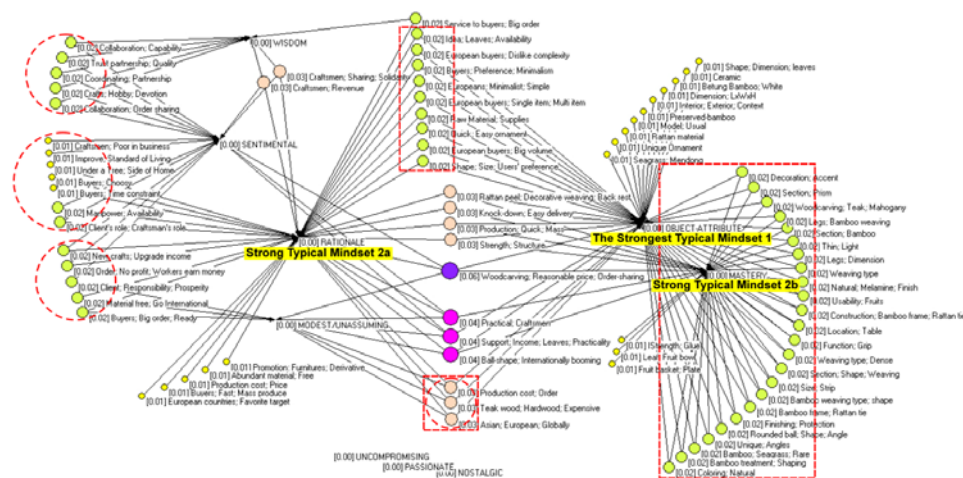 [0.02] Collaboration; Capability
[0.02] Trust partnership; Quality
[0.02] Coordinating; Partnership
[0.02] Crafts; Hobby; Devotion
[0.02] Collaboration; Order sharing
[0.00] WISDOM
[0.03] Craftsmen; Sharing; Solidarity
[0.03] Craftsmen; Revenue
[0.02] Service to buyers; Big order
[0.02] Idea; Leaves; Availability
[0.02] European buyers; Dislike complexity
[0.02] Buyers; Preference; Minimalism
[0.02] Europeans; Minimalist; Simple
[0.02] European buyers; Single item; Multi item
[0.02] Raw Material; Supplies
[0.02] Quick; Easy ornament
[0.02] European buyers; Big volume
[0.02] Shape; Size; Users' preference
[0.01] Shape; Dimension; leaves
[0.01] Ceramic
[0.01] Betung Bamboo; White
[0.01] Dimension; LxWxH
[0.01] Interior; Exterior; Context
[0.01] Preserved-bamboo
[0.01] Model; Usual
[0.01] Rattan material
[0.01] Unique Ornament
[0.01] Seagrass; Mendong
[0.01] Craftsmen; Poor in business
[0.01] Improve; Standard of Living
[0.01] Under a Tree; Side of Home
[0.01] Buyers; Choosy
[0.01] Buyers; Time constraint
[0.02] Manpower; Availability
[0.02] Client's role; Craftsman's role
[0.00] SENTIMENTAL
[0.00] RATIONALE
Strong Typical Mindset 2a
[0.03] Rattan peel; Decorative weaving; Back rest
[0.03] Knock-down; Easy delivery
[0.03] Production; Quick; Mass
[0.03] Strength; Structure
[0.06] Woodcarving; Reasonable price; Order-sharing
[0.00] OBJECT-ATTRIBUTE
The Strongest Typical Mindset 1
[0.00] MASTERY
Strong Typical Mindset 2b
[0.02] Decoration; Accent
[0.02] Section; Prism
[0.02] Woodcarving; Teak; Mahogany
[0.02] Legs; Bamboo weaving
[0.02] Section; Bamboo
[0.02] Thin; Light
[0.02] Legs; Dimension
[0.02] Weaving type
[0.02] Natural; Melamine; Finish
[0.02] Usability; Fruits
[0.02] Construction; Bamboo frame; Rattan tie
[0.02] Location; Table
[0.02] Function; Grip
[0.02] Weaving type; Dense
[0.02] Section; Shape; Weaving
[0.02] Size; Strip
[0.02] Bamboo weaving type; shape
[0.02] Bamboo frame; Rattan tie
[0.02] Finishing; Protection
[0.02] Rounded ball; Shape; Angle
[0.02] Unique; Angles
[0.02] Bamboo; Seagrass; Rare
[0.02] Bamboo treatment; Shaping
[0.02] Coloring; Natural
[0.02] New crafts; Upgrade income
[0.02] Order; No profit; Workers earn money
[0.02] Client; Responsibility; Prosperity
[0.02] Material free; Go International
[0.02] Buyers; Big order; Ready
[0.00] MODEST/UNASSUMING
[0.04] Practical; Craftsmen
[0.04] Support; Income; Leaves; Practicality
[0.04] Ball-shape; Internationally booming
[0.01] Strength; Glue
[0.01] Leaf; Fruit bowl
[0.01] Fruit basket; Plate
[0.01] Promotion; Furnitures; Derivative
[0.01] Abundant material; Free
[0.01] Production cost; Price
[0.01] Buyers; Fast; Mass produce
[0.01] European countries; Favorite target
[0.03] Production cost; Order
[0.03] Teak wood; Hardwood; Expensive
[0.03] Asian; European; Globally
[0.00] UNCOMPROMISING
[0.00] PASSIONATE
[0.00] NOSTALGIC